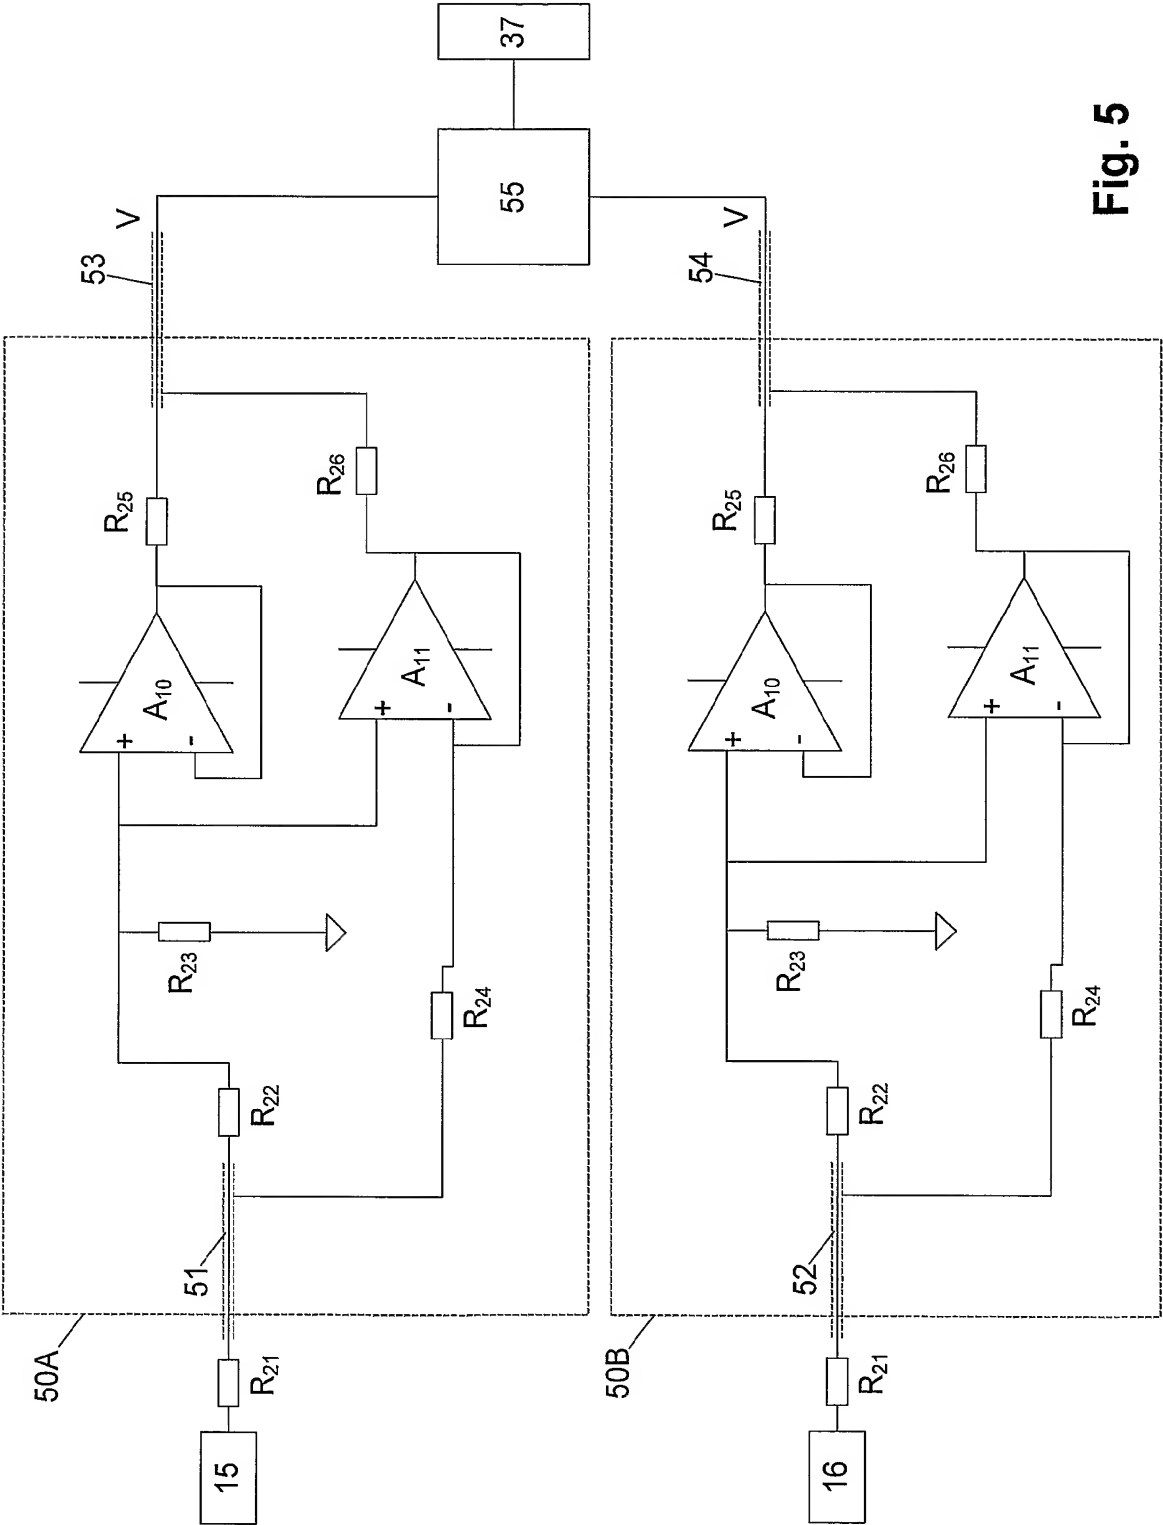 37
55
V
53
V
54
Fig. 5
R25
R26
R25
R26
A10
+
-
A11
+
-
A10
+
-
A11
+
-
R23
R24
R23
R24
R22
R22
51
52
50A
R21
50B
R21
15
16